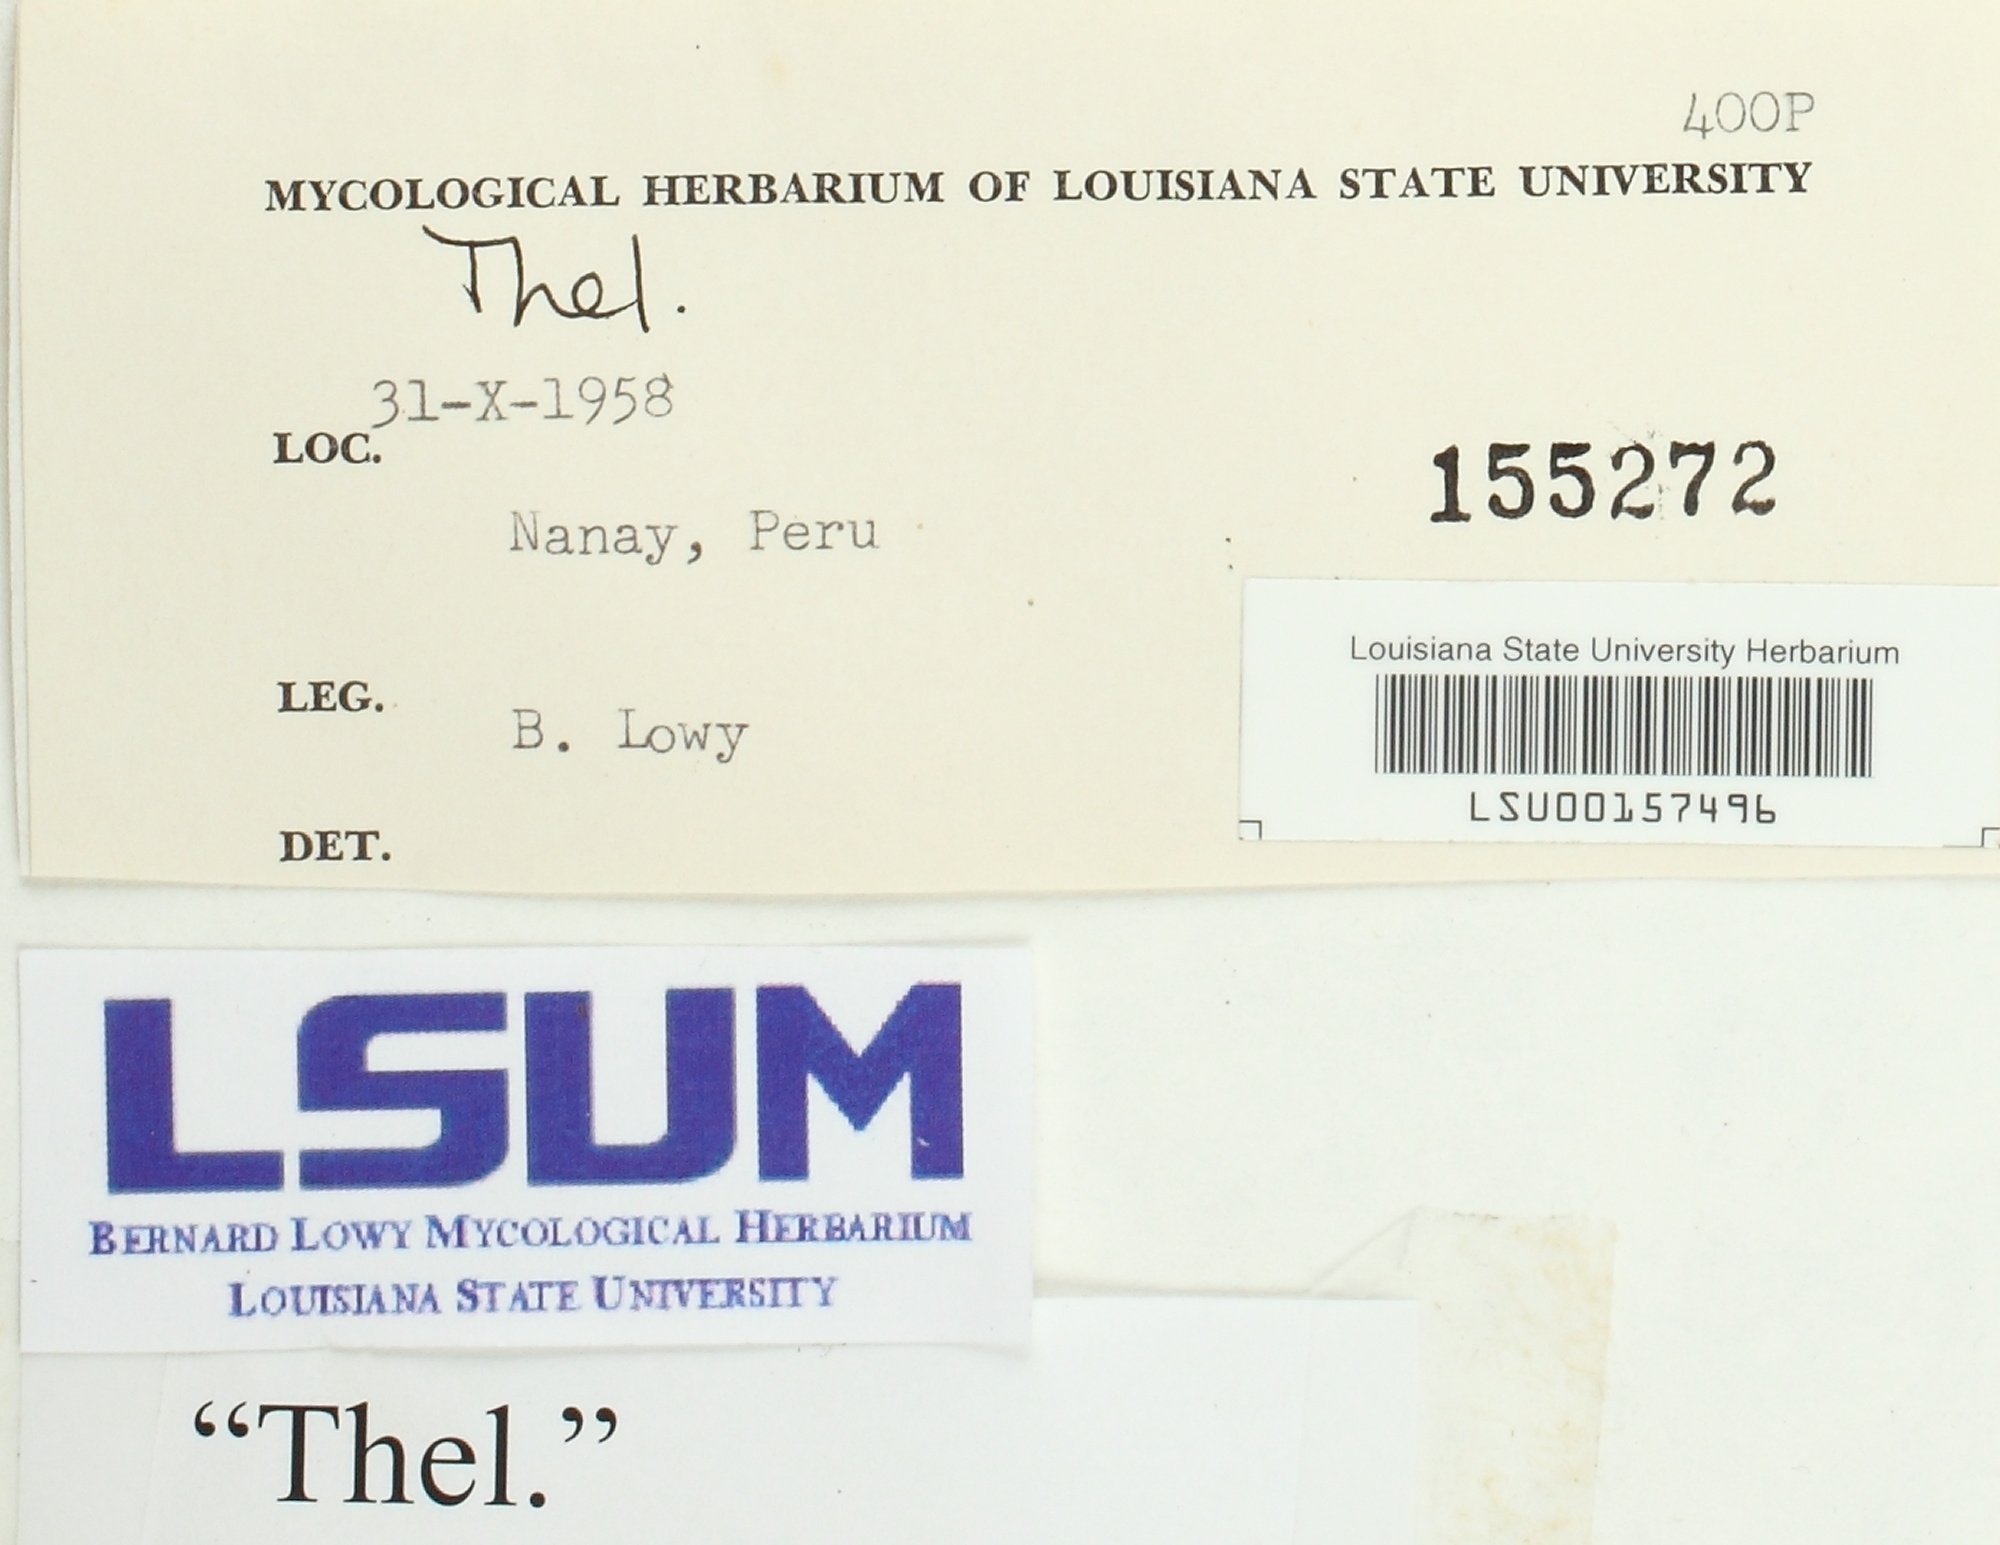 400P
MYCOLOGICAL HERBARIUM OF LOUISIANA STATE UNIVERSITY
Thel.
31-X-1958
LOC.
155272
Nanay, Peru
Louisiana State University Herbarium
LEG.
B. Lowy
LSU00157496
DET.
LSUM
BERNARD LOWY MYCOLOGICAL HERBARIUM
LOUISIANA STATE UNIVERSITY
“Thel.”